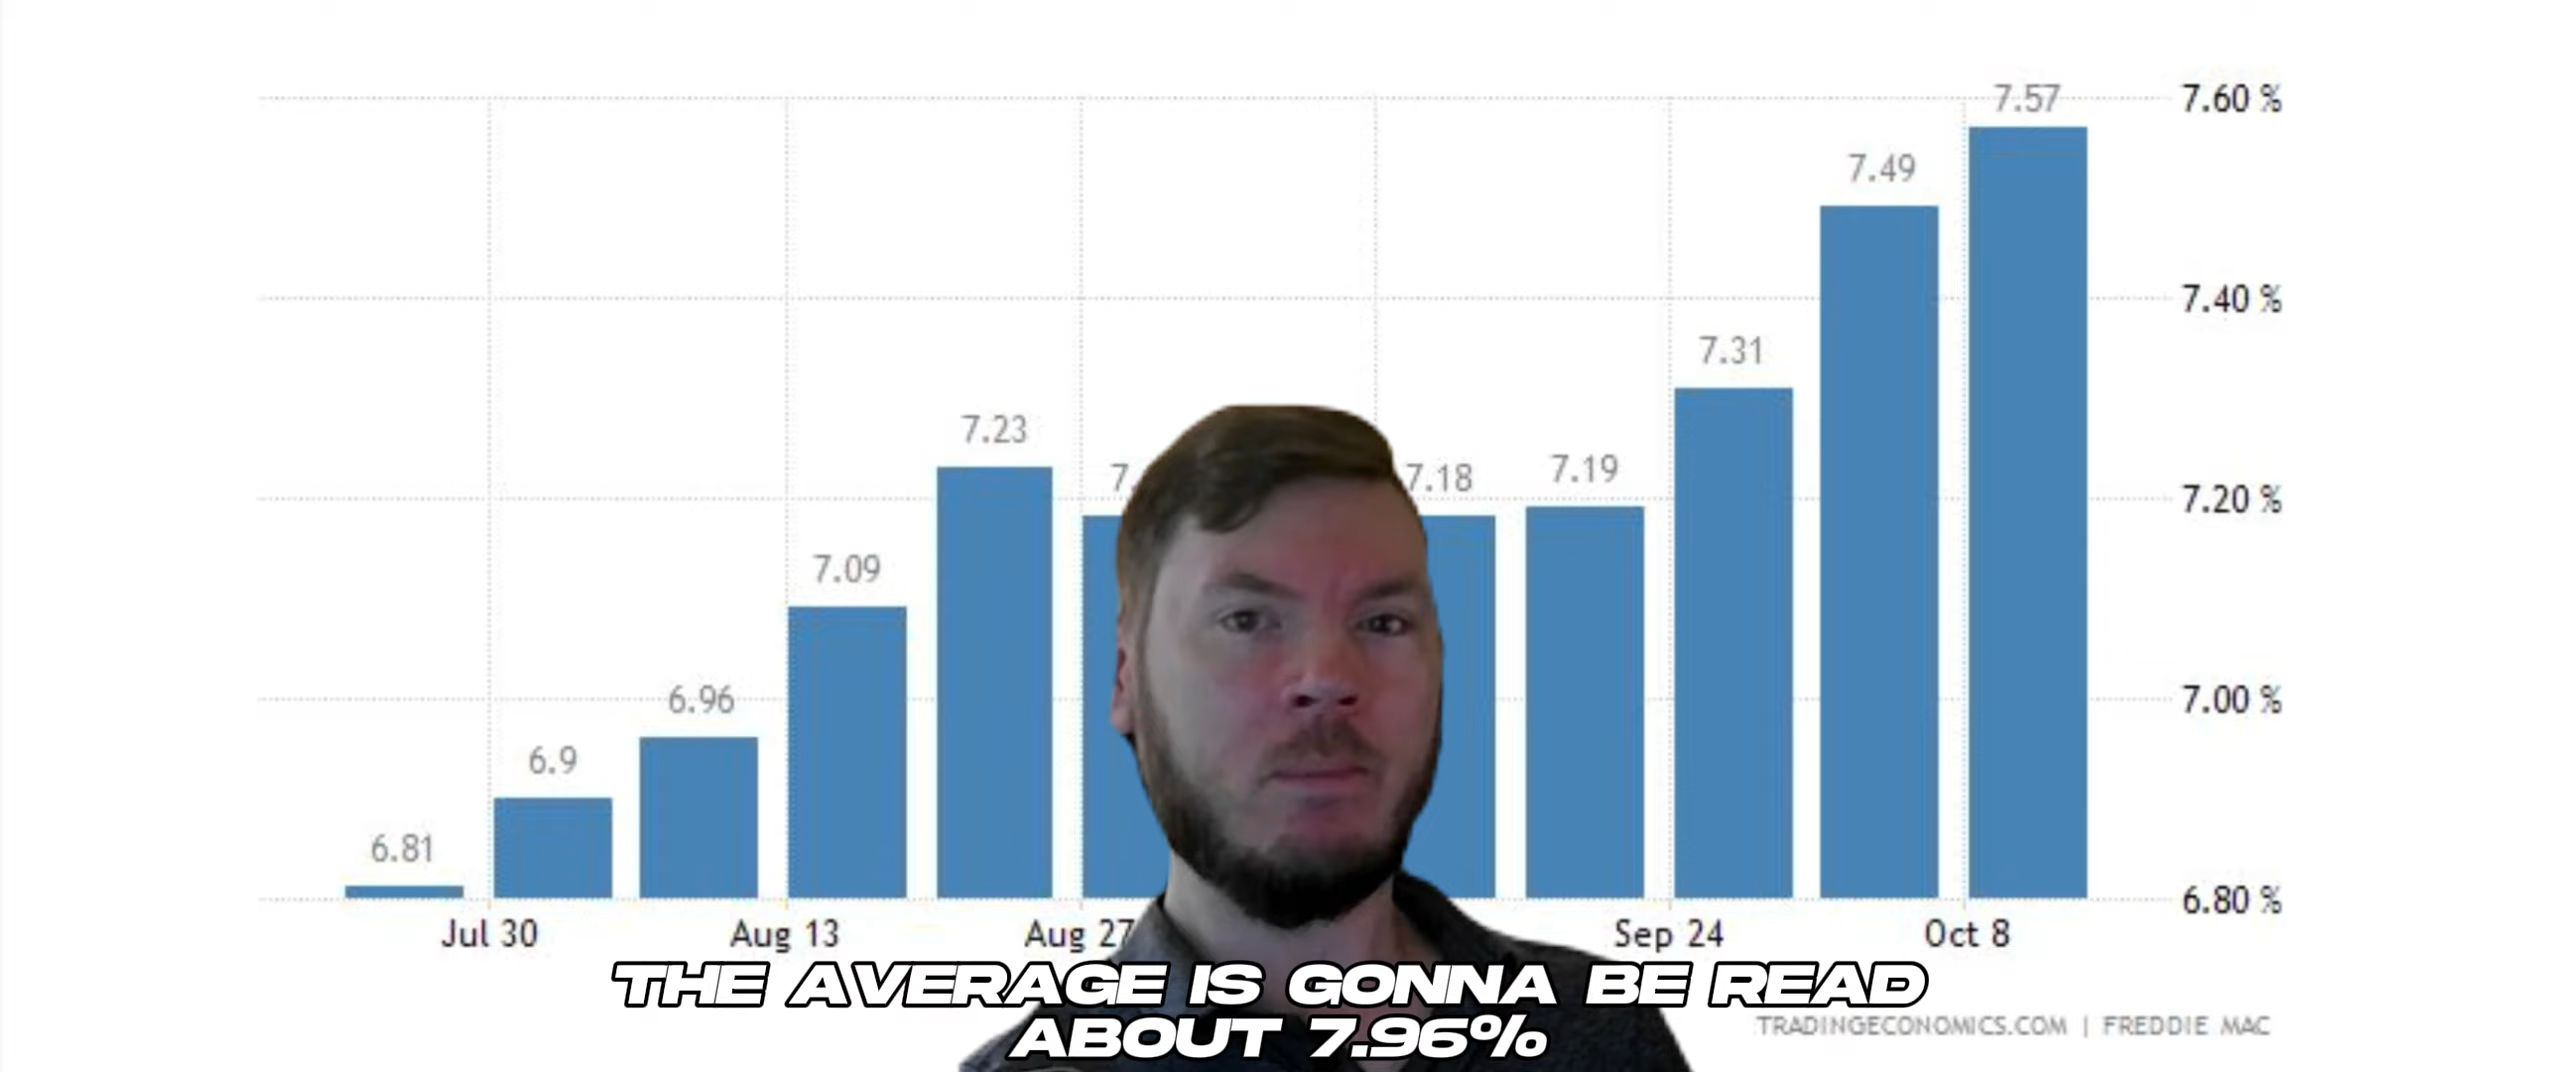 7.57
7.60 %
7.49
7.40 %
7.31
7.23
7.18
7.19
7.20 %
7.09
6.96
7.00 %
6.9
6.81
6.80 %
Jul 30
Aug 13
Aug 27
Sep 24
Oct 8
THE AVERAGE IS GONNA BE READ
ABOUT 7.96%
TRADINGECONOMICS.COM | FREDDIE MAC